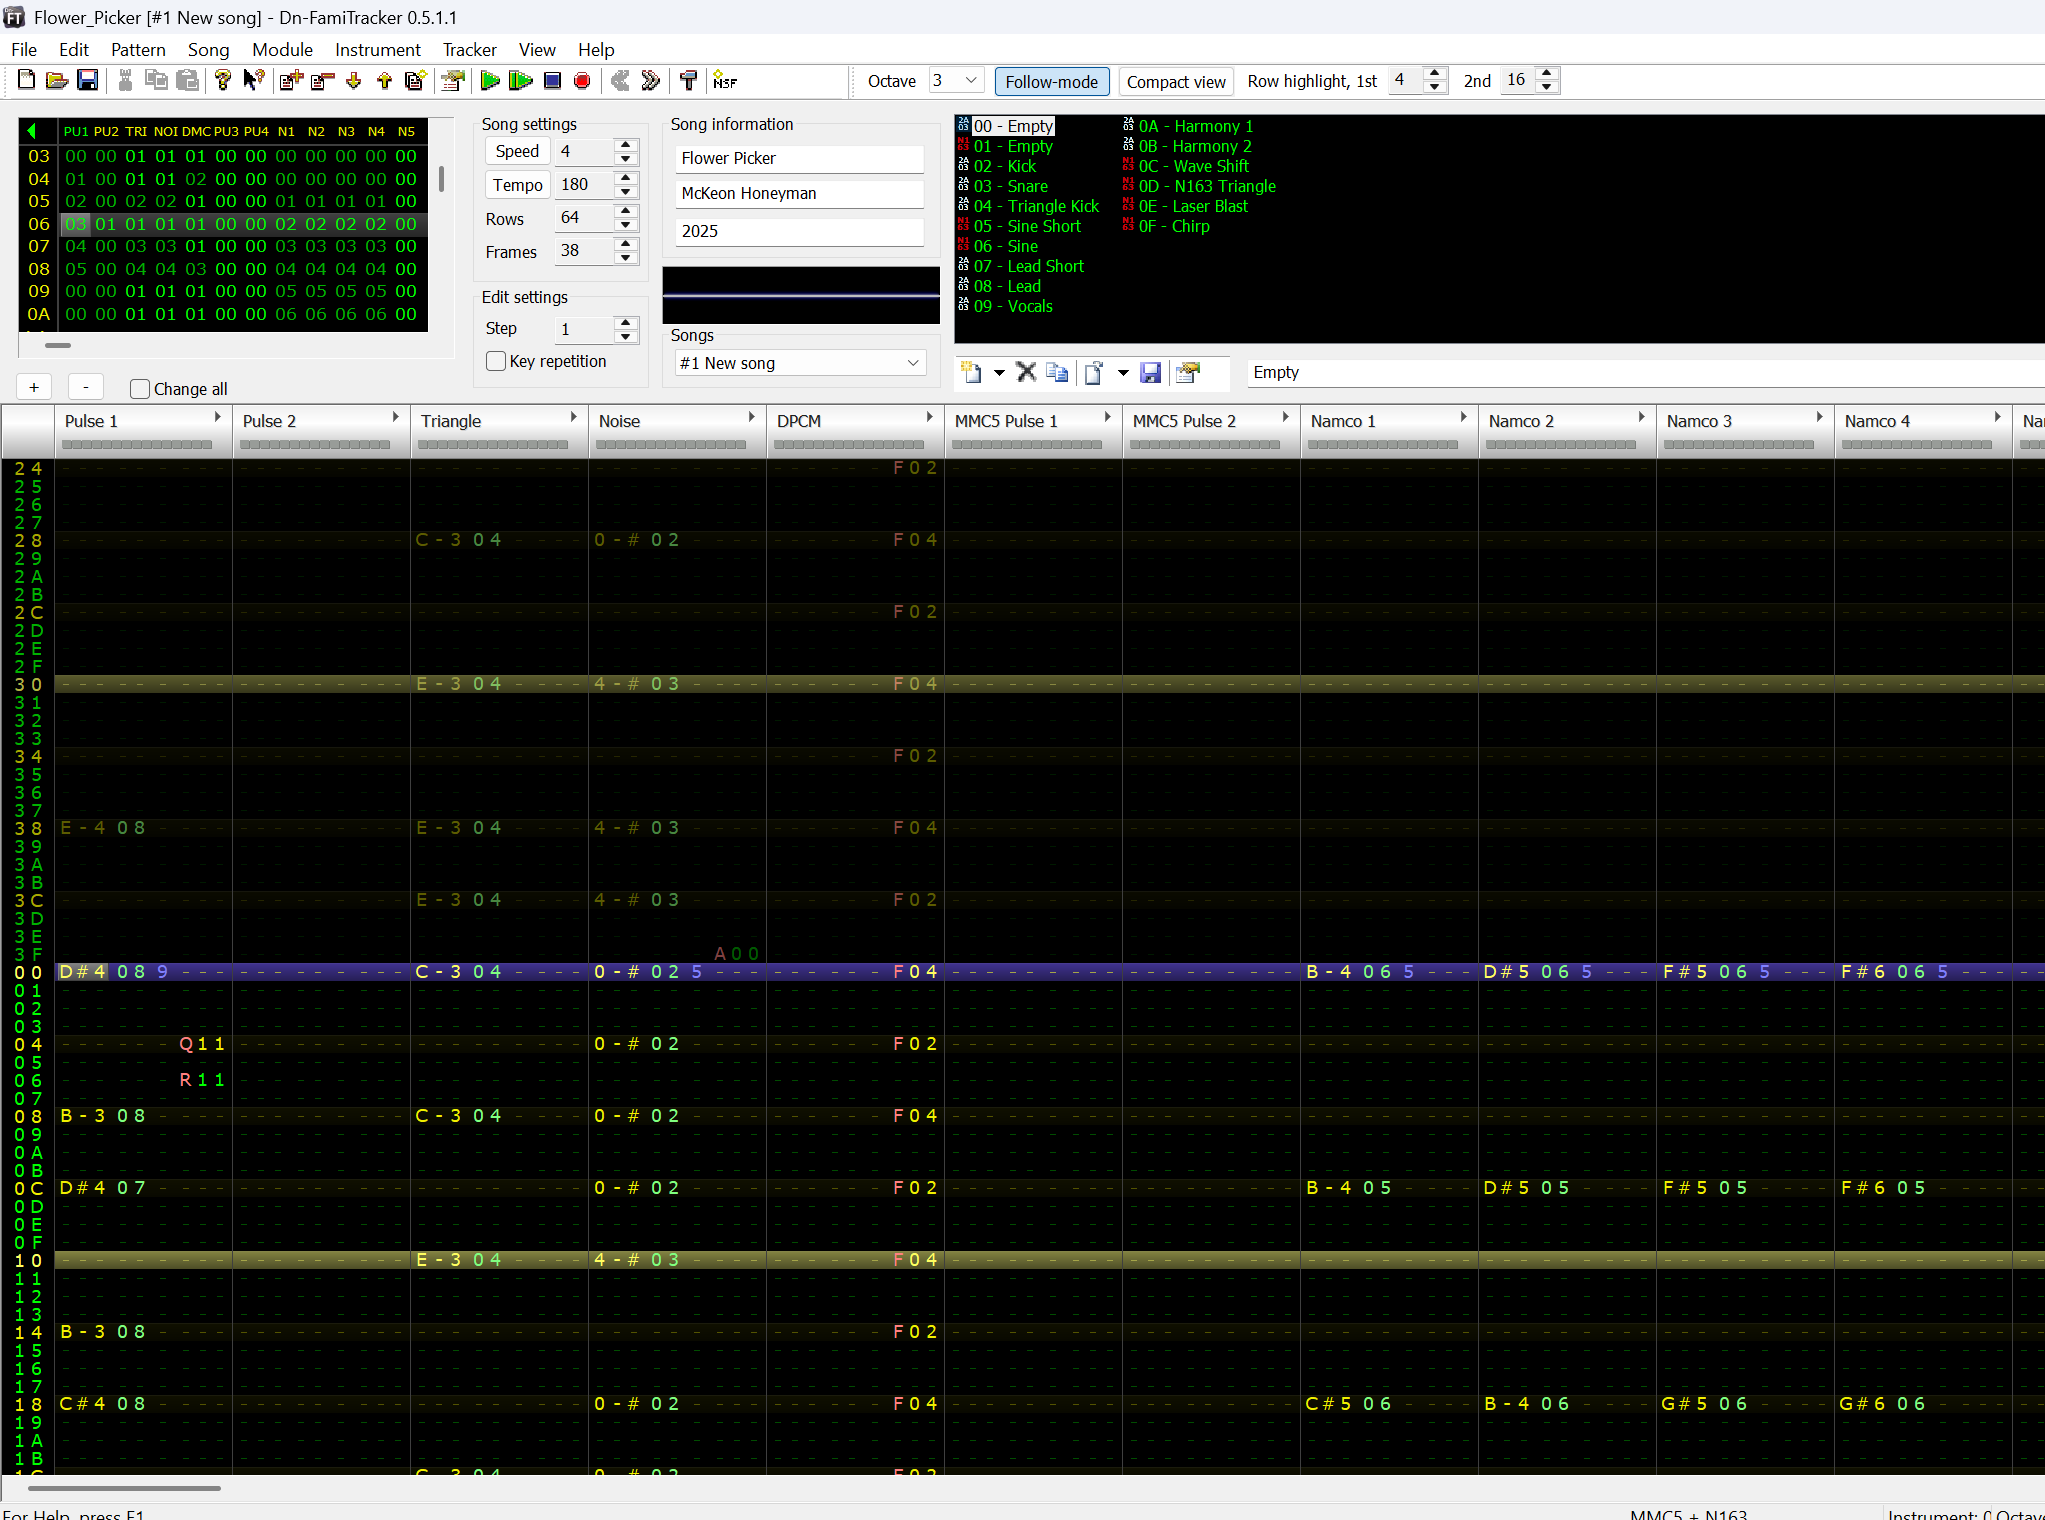 Flower_Picker [#1 New song] - Dn-FamiTracker 0.5.1.1
File Edit Pattern Song Module Instrument Tracker View Help
NSF Octave 3 Follow-mode Compact view Row highlight, 1st 4 2nd 16
PU1 PU2 TRI NOI DMC PU3 PU4 N1 N2 N3 N4 N5
03 00 00 01 01 01 00 00 00 00 00 00 00
04 01 00 01 01 02 00 00 00 00 00 00 00
05 02 00 02 02 01 00 00 01 01 01 01 00
06 03 01 01 01 01 00 00 02 02 02 02 00
07 04 00 03 03 01 00 00 03 03 03 03 00
08 05 00 04 04 03 00 00 04 04 04 04 00
09 00 00 01 01 01 00 00 05 05 05 05 00
0A 00 00 01 01 01 00 00 06 06 06 06 00
+ - Change all
Song settings
Speed 4
Tempo 180
Rows 64
Frames 38
Edit settings
Step 1
Key repetition
Song information
Flower Picker
McKeon Honeyman
2025
Songs
#1 New song
00 - Empty
01 - Empty
02 - Kick
03 - Snare
04 - Triangle Kick
05 - Sine Short
06 - Sine
07 - Lead Short
08 - Lead
09 - Vocals
0A - Harmony 1
0B - Harmony 2
0C - Wave Shift
0D - N163 Triangle
0E - Laser Blast
0F - Chirp
Empty
Pulse 1 Pulse 2 Triangle Noise DPCM MMC5 Pulse 1 MMC5 Pulse 2 Namco 1 Namco 2 Namco 3 Namco 4 Na
24 F02
25
26
27
28 C-3 04 0-# 02 F04
29
2A
2B
2C F02
2D
2E
2F
30 E-3 04 4-# 03 F04
31
32
33
34 F02
35
36
37
38 E-4 08 E-3 04 4-# 03 F04
39
3A
3B
3C E-3 04 4-# 03 F02
3D
3E
3F A00
00 D#4 08 9 C-3 04 0-# 02 5 F04 B-4 06 5 D#5 06 5 F#5 06 5 F#6 06 5
01
02
03
04 Q11 0-# 02 F02
05
06 R11
07
08 B-3 08 C-3 04 0-# 02 F04
09
0A
0B
0C D#4 07 0-# 02 F02 B-4 05 D#5 05 F#5 05 F#6 05
0D
0E
0F
10 E-3 04 4-# 03 F04
11
12
13
14 B-3 08 F02
15
16
17
18 C#4 08 0-# 02 F04 C#5 06 B-4 06 G#5 06 G#6 06
19
1A
1B
1C C-3 04 0-# 02 F02
For Help, press F1 MMC5 + N163 Instrument: 0 Octave